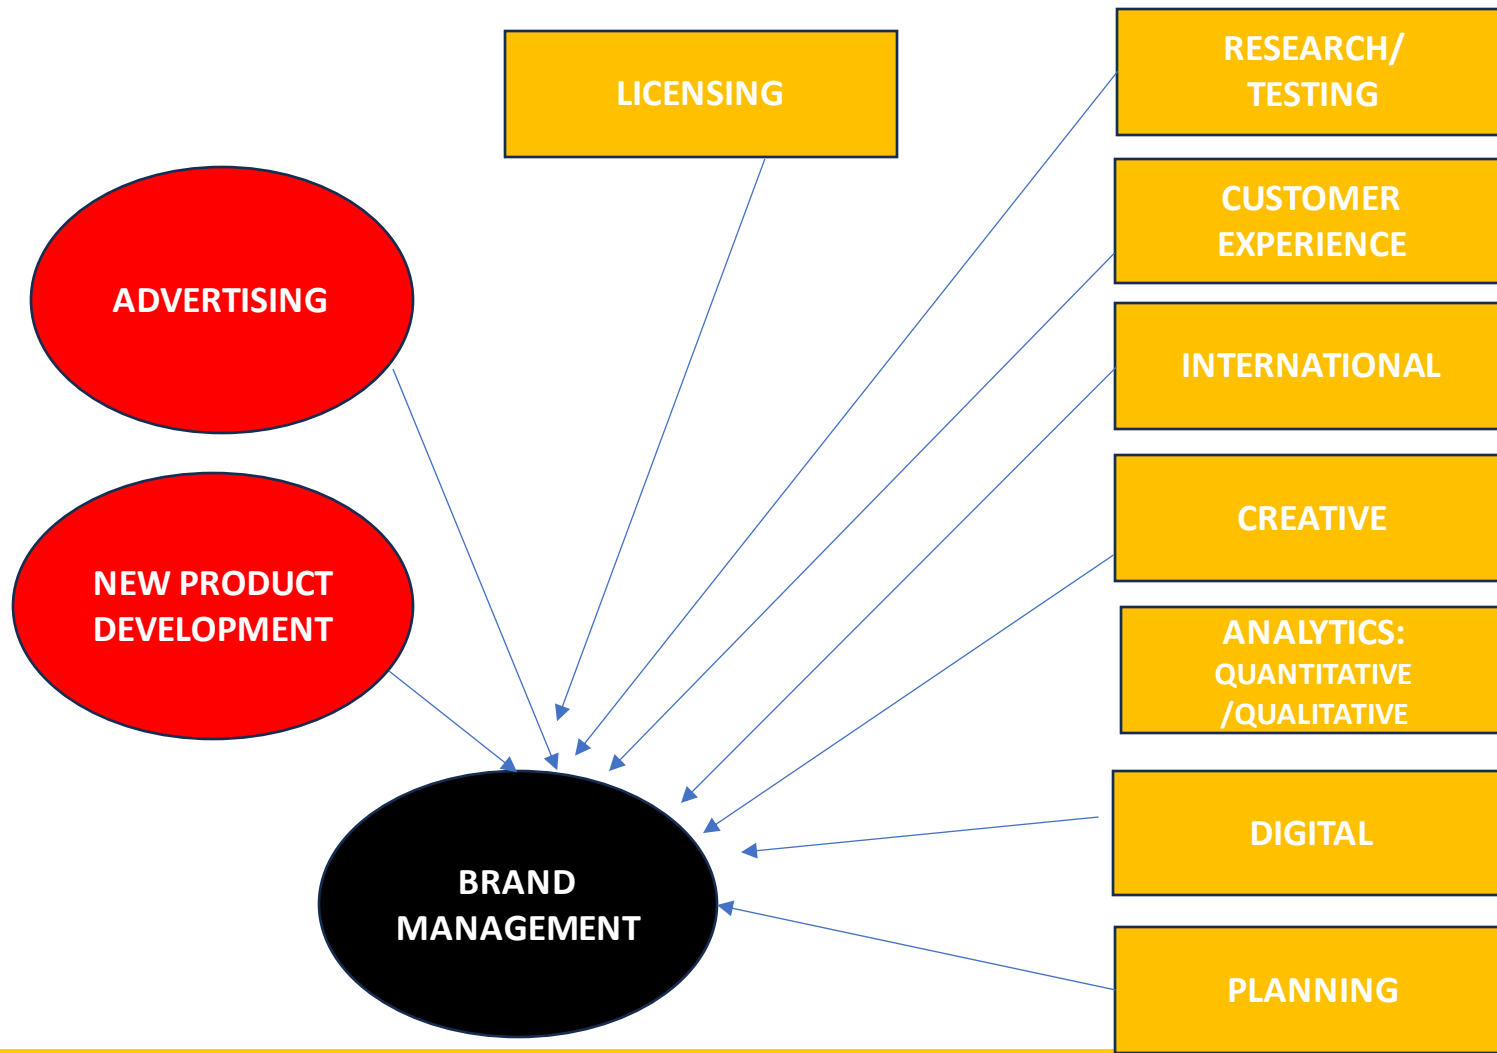 LICENSING
RESEARCH/
TESTING
CUSTOMER
EXPERIENCE
ADVERTISING
INTERNATIONAL
CREATIVE
NEW PRODUCT
DEVELOPMENT
ANALYTICS:
QUANTITATIVE
/QUALITATIVE
DIGITAL
BRAND
MANAGEMENT
PLANNING